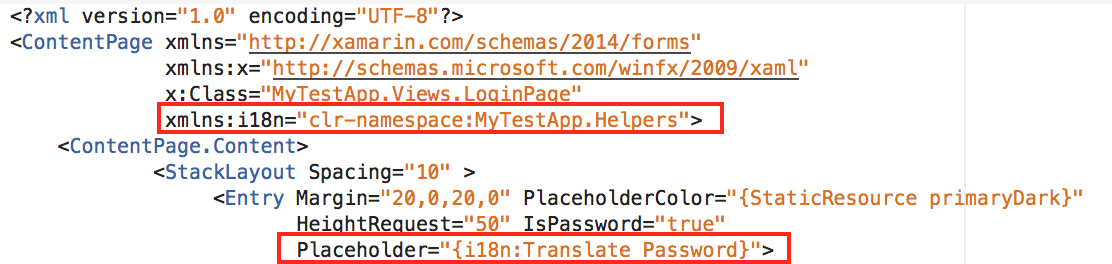 <?xml version="1.0" encoding="UTF-8"?>
<ContentPage xmlns="http://xamarin.com/schemas/2014/forms"
xmlns:x="http://schemas.microsoft.com/winfx/2009/xaml"
x:Class="MyTestApp.Views.LoginPage"
xmlns:i18n="clr-namespace:MyTestApp.Helpers">
<ContentPage.Content>
<StackLayout Spacing="10" >
<Entry Margin="20,0,20,0" PlaceholderColor="{StaticResource primaryDark}"
HeightRequest="50" IsPassword="true"
Placeholder="{i18n:Translate Password}">